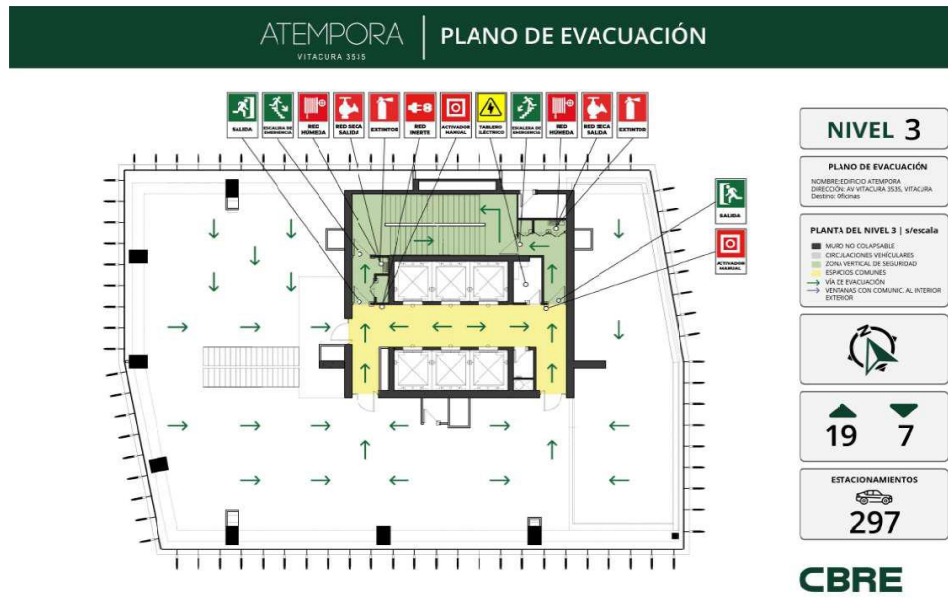 ATEMPORA
VITACURA 3535
PLANO DE EVACUACIÓN
SALIDA
ESCALERA DE EMERGENCIA
RED HÚMEDA
RED SECA SALIDA
EXTINTOR
RED INERTE
ACTIVADOR MANUAL
TABLERO ELÉCTRICO
ESCALERA DE EMERGENCIA
RED HÚMEDA
RED SECA SALIDA
EXTINTOR
SALIDA
ACTIVADOR MANUAL
NIVEL 3
PLANO DE EVACUACIÓN
NOMBRE: EDIFICIO ATEMPORA
DIRECCIÓN: AV VITACURA 3535, VITACURA
Destino: Oficinas
PLANTA DEL NIVEL 3 | s/escala
MURO NO COLAPSABLE
CIRCULACIONES VEHÍCULARES
ZONA VERTICAL DE SEGURIDAD
ESPACIOS COMUNES
VÍA DE EVACUACIÓN
VENTANAS CON COMUNIC. AL INTERIOR
EXTERIOR
N
19 7
ESTACIONAMIENTOS
297
CBRE